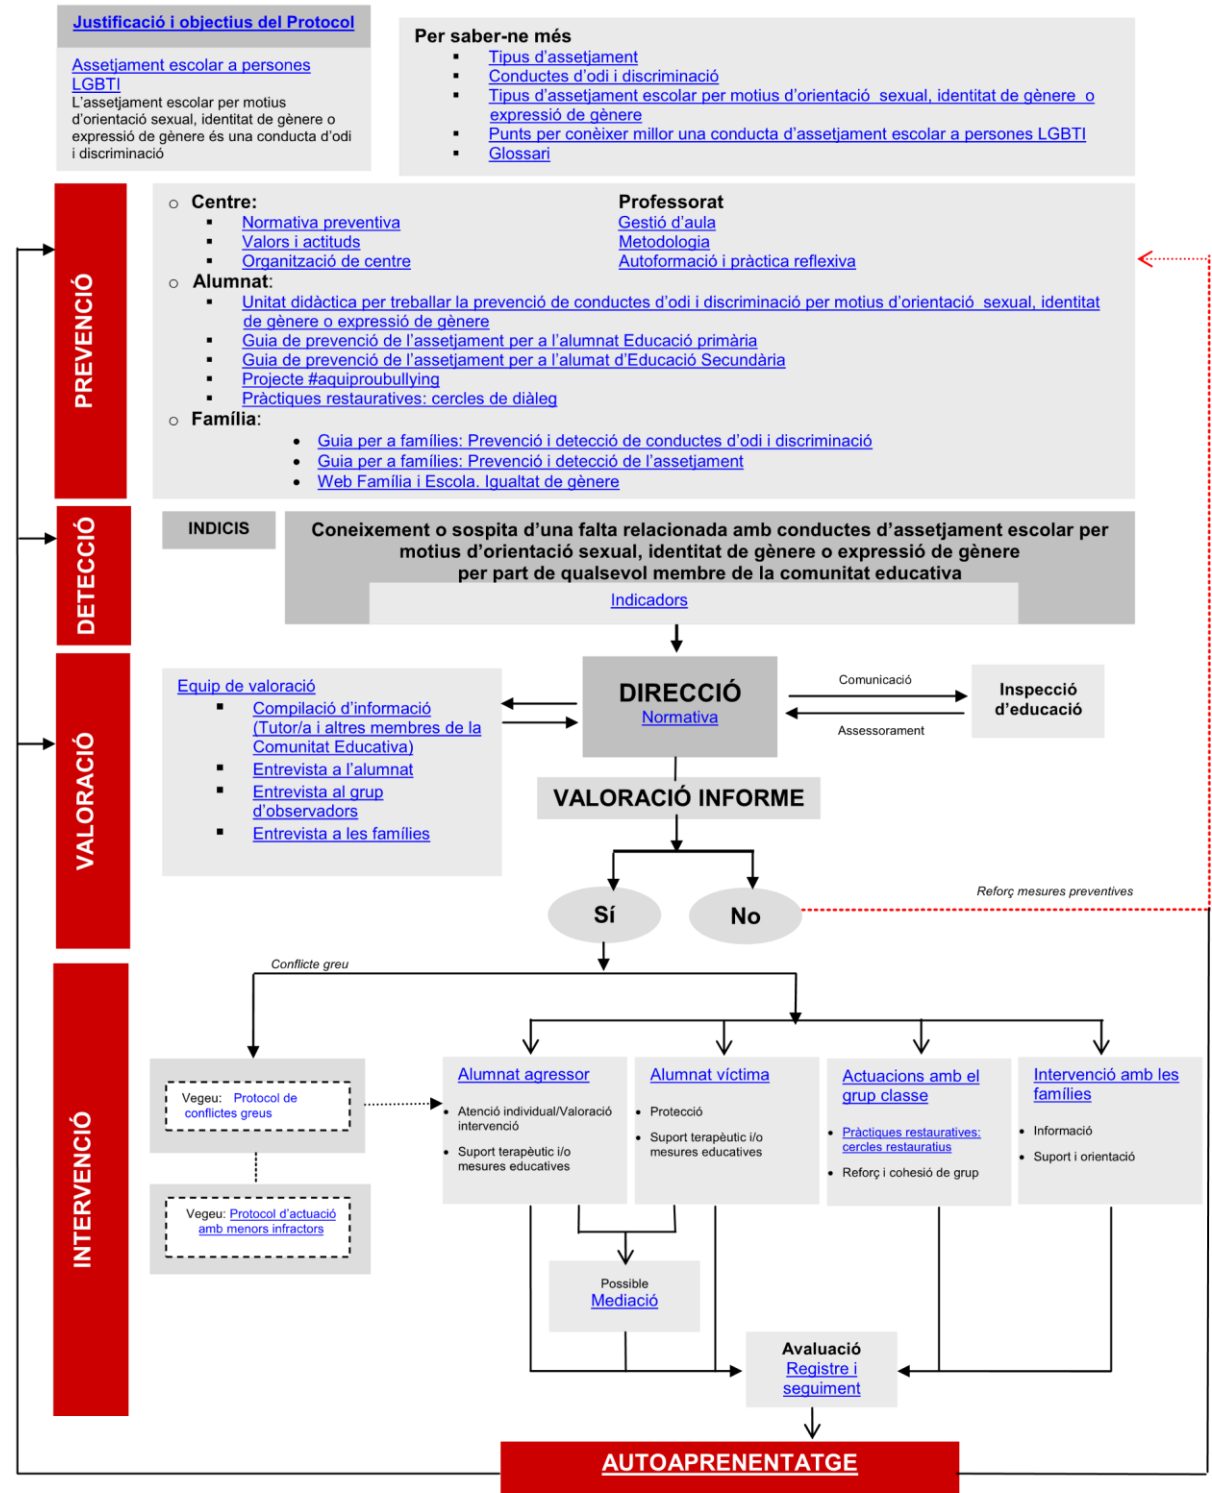 Justificació i objectius del Protocol
Assetjament escolar a persones
LGBTI
L'assetjament escolar per motius
d'orientació sexual, identitat de gènere o
expressió de gènere és una conducta d'odi
i discriminació
Per saber-ne més
Tipus d'assetjament
Conductes d'odi i discriminació
Tipus d'assetjament escolar per motius d'orientació sexual, identitat de gènere o
expressió de gènere
Punts per conèixer millor una conducta d'assetjament escolar a persones LGBTI
Glossari
PREVENCIÓ
Centre:
Normativa preventiva
Valors i actituds
Organització de centre
Professorat
Gestió d'aula
Metodologia
Autoformació i pràctica reflexiva
Alumnat:
Unitat didàctica per treballar la prevenció de conductes d'odi i discriminació per motius d'orientació sexual, identitat
de gènere o expressió de gènere
Guia de prevenció de l'assetjament per a l'alumnat Educació primària
Guia de prevenció de l'assetjament per a l'alumat d'Educació Secundària
Projecte #aquiproubullying
Pràctiques restauratives: cercles de diàleg
Família:
Guia per a famílies: Prevenció i detecció de conductes d'odi i discriminació
Guia per a famílies: Prevenció i detecció de l'assetjament
Web Família i Escola. Igualtat de gènere
DETECCIÓ
INDICIS
Coneixement o sospita d'una falta relacionada amb conductes d'assetjament escolar per
motius d'orientació sexual, identitat de gènere o expressió de gènere
per part de qualsevol membre de la comunitat educativa
Indicadors
VALORACIÓ
Equip de valoració
Compilació d'informació
(Tutor/a i altres membres de la
Comunitat Educativa)
Entrevista a l'alumnat
Entrevista al grup
d'observadors
Entrevista a les famílies
DIRECCIÓ
Normativa
Comunicació
Assessorament
Inspecció
d'educació
VALORACIÓ INFORME
Sí
No
Reforç mesures preventives
INTERVENCIÓ
Conflicte greu
Vegeu: Protocol de
conflictes greus
Vegeu: Protocol d'actuació
amb menors infractors
Alumnat agressor
Atenció individual/Valoració
intervenció
Suport terapèutic i/o
mesures educatives
Alumnat víctima
Protecció
Suport terapèutic i/o
mesures educatives
Actuacions amb el
grup classe
Pràctiques restauratives:
cercles restauratius
Reforç i cohesió de grup
Intervenció amb les
famílies
Informació
Suport i orientació
Possible
Mediació
Avaluació
Registre i
seguiment
AUTOAPRENENTATGE